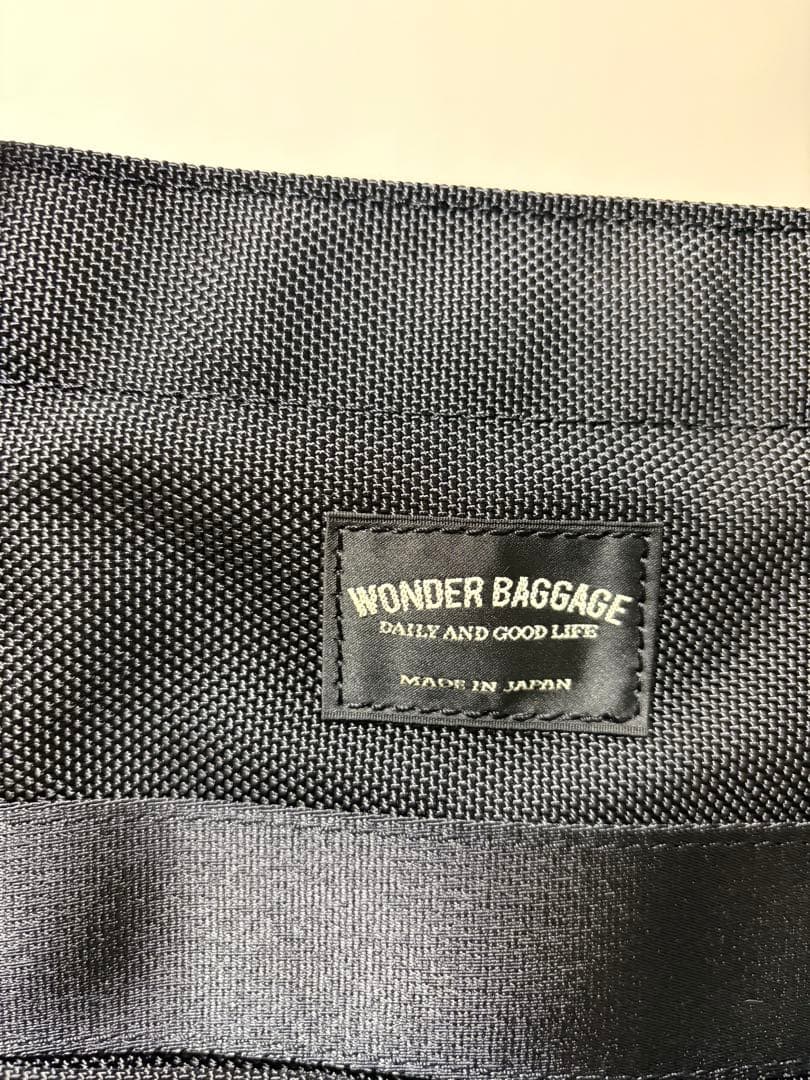 WONDER BAGGAGE
DAILY AND GOOD LIFE
MADE IN JAPAN